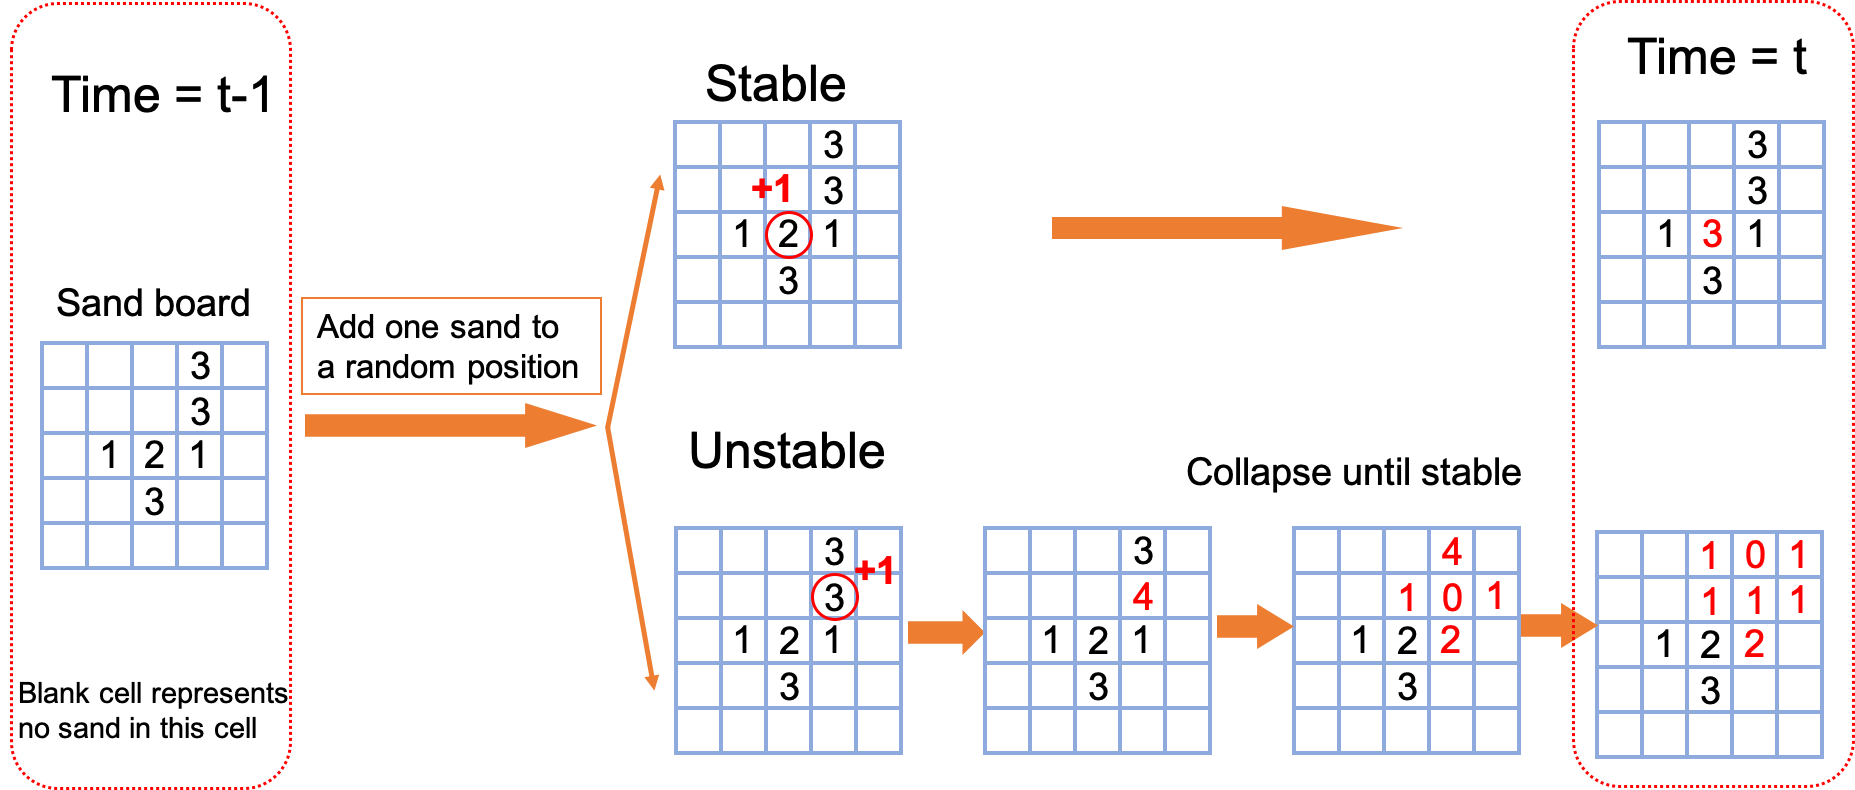 Time = t-1
Sand board
3
3
1 2 1
3
Blank cell represents
no sand in this cell
Add one sand to
a random position
Stable
3
+1 3
1 2 1
3
Unstable
3
+1
3
1 2 1
3
3
4
1 2 1
3
Collapse until stable
4
1 0 1
1 2 2
3
Time = t
3
3
1 3 1
3
1 0 1
1 1 1
1 2 2
3